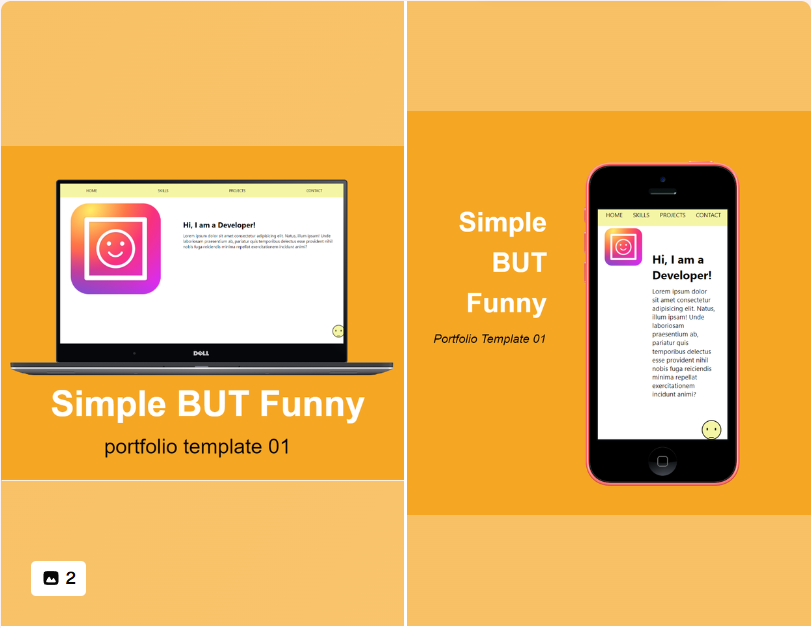 HOME SKILLS PROJECTS CONTACT
Hi, I am a Developer!
Lorem ipsum dolor sit amet consectetur adipisicing elit. Natus, illum ipsam! Unde
laboriosam praesentium ab, pariatur quis temporibus delectus esse provident nihil
nobis fuga reiciendis minima repellat exercitationem incidunt animi?
DELL
Simple BUT Funny
portfolio template 01
2
Simple
BUT
Funny
Portfolio Template 01
HOME SKILLS PROJECTS CONTACT
Hi, I am a
Developer!
Lorem ipsum dolor
sit amet consectetur
adipisicing elit. Natus,
illum ipsam! Unde
laboriosam
praesentium ab,
pariatur quis
temporibus delectus
esse provident nihil
nobis fuga reiciendis
minima repellat
exercitationem
incidunt animi?